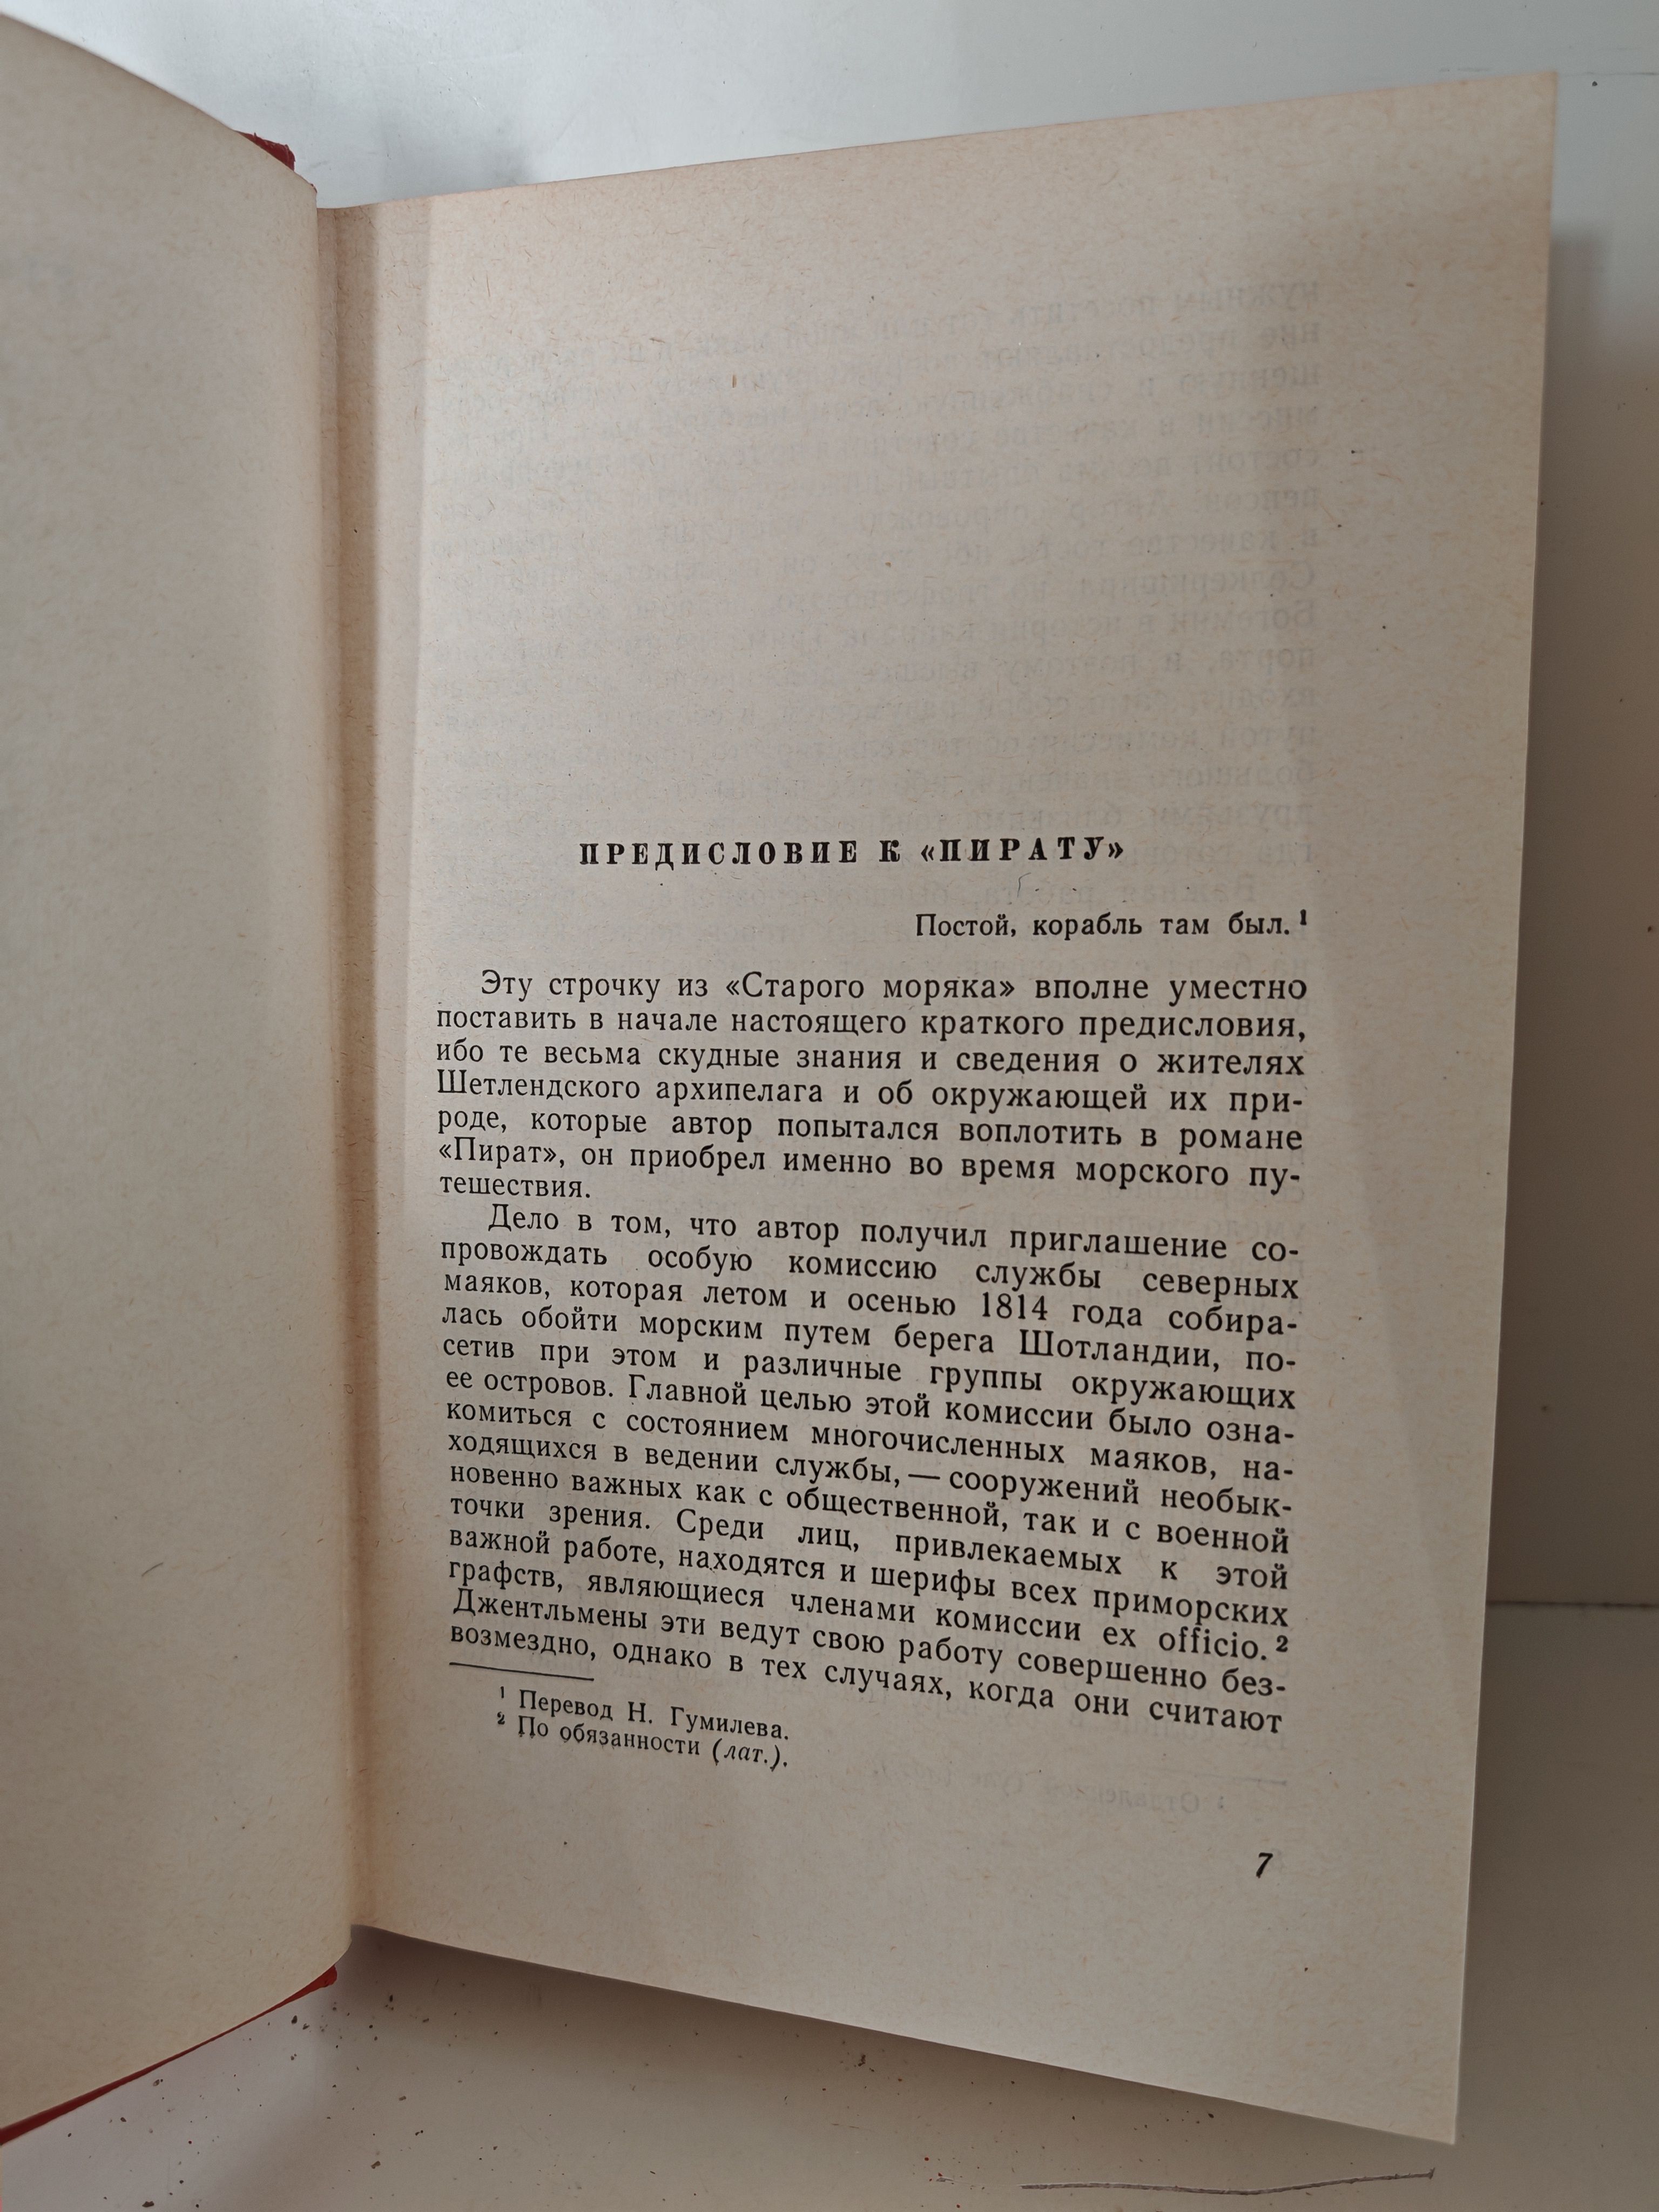 ПРЕДИСЛОВИЕ К «ПИРАТУ»
Постой, корабль там был.¹
Эту строчку из «Старого моряка» вполне уместно
поставить в начале настоящего краткого предисловия,
ибо те весьма скудные знания и сведения о жителях
Шетлендского архипелага и об окружающей их при-
роде, которые автор попытался воплотить в романе
«Пират», он приобрел именно во время морского пу-
тешествия.
Дело в том, что автор получил приглашение со-
провождать особую комиссию службы северных
маяков, которая летом и осенью 1814 года собира-
лась обойти морским путем берега Шотландии, по-
сетив при этом и различные группы окружающих
ее островов. Главной целью этой комиссии было озна-
комиться с состоянием многочисленных маяков, на-
ходящихся в ведении службы, — сооружений необык-
новенно важных как с общественной, так и с военной
точки зрения. Среди лиц, привлекаемых к этой
важной работе, находятся и шерифы всех приморских
графств, являющиеся членами комиссии ex officio.²
Джентльмены эти ведут свою работу совершенно без-
возмездно, однако в тех случаях, когда они считают
¹ Перевод Н. Гумилева.
² По обязанности (лат.).
7